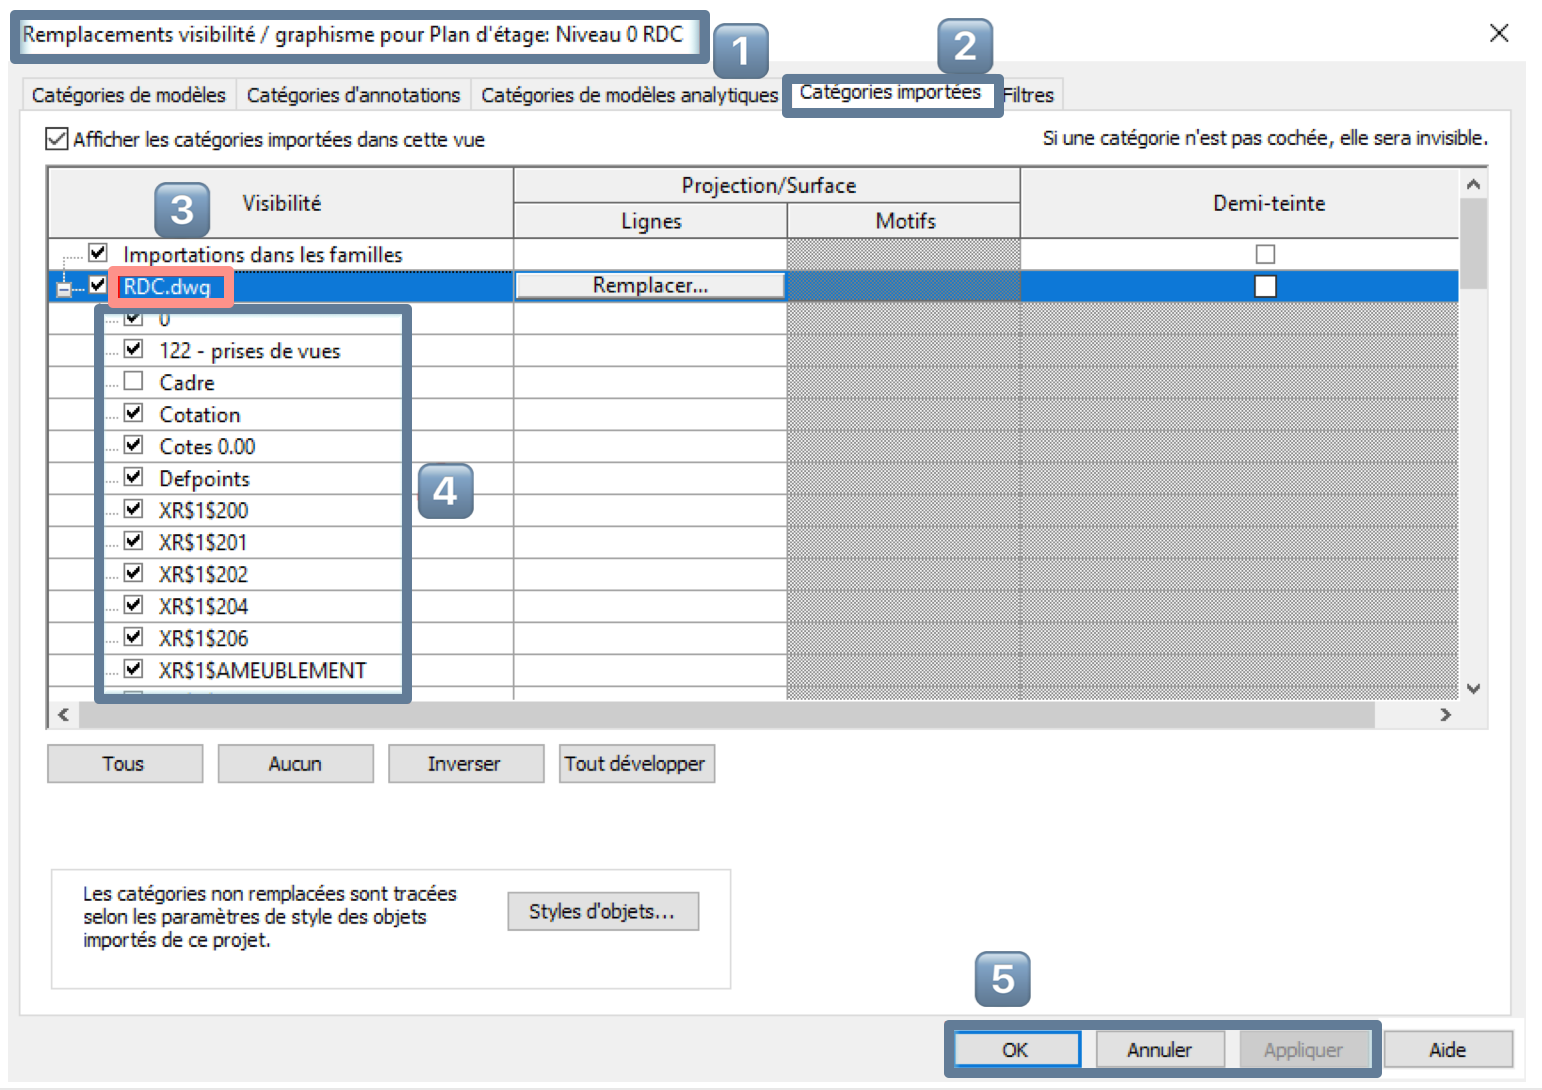 Remplacements visibilité / graphisme pour Plan d'étage: Niveau 0 RDC
1
2
Catégories de modèles
Catégories d'annotations
Catégories de modèles analytiques
Catégories importées
Filtres
Afficher les catégories importées dans cette vue
Si une catégorie n'est pas cochée, elle sera invisible.
3
Visibilité
Projection/Surface
Lignes
Motifs
Demi-teinte
Importations dans les familles
RDC.dwg
Remplacer...
0
122 - prises de vues
Cadre
Cotation
Cotes 0.00
Defpoints
4
XR$1$200
XR$1$201
XR$1$202
XR$1$204
XR$1$206
XR$1$AMEUBLEMENT
Tous
Aucun
Inverser
Tout développer
Les catégories non remplacées sont tracées
selon les paramètres de style des objets
importés de ce projet.
Styles d'objets...
5
OK
Annuler
Appliquer
Aide